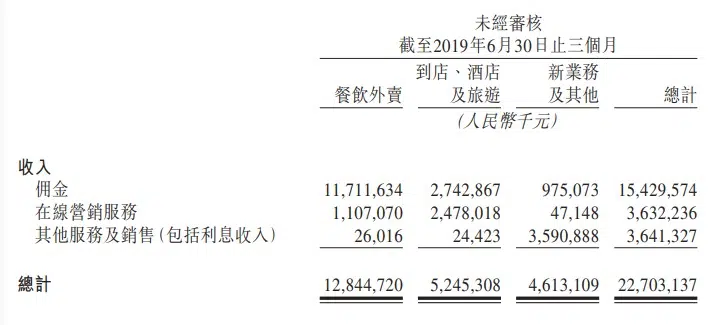 未經審核
截至2019年6月30日止三個月
到店、酒店 新業務
餐飲外賣 及旅遊 及其他 總計
(人民幣千元)
收入
佣金 11,711,634 2,742,867 975,073 15,429,574
在線營銷服務 1,107,070 2,478,018 47,148 3,632,236
其他服務及銷售(包括利息收入) 26,016 24,423 3,590,888 3,641,327
總計 12,844,720 5,245,308 4,613,109 22,703,137